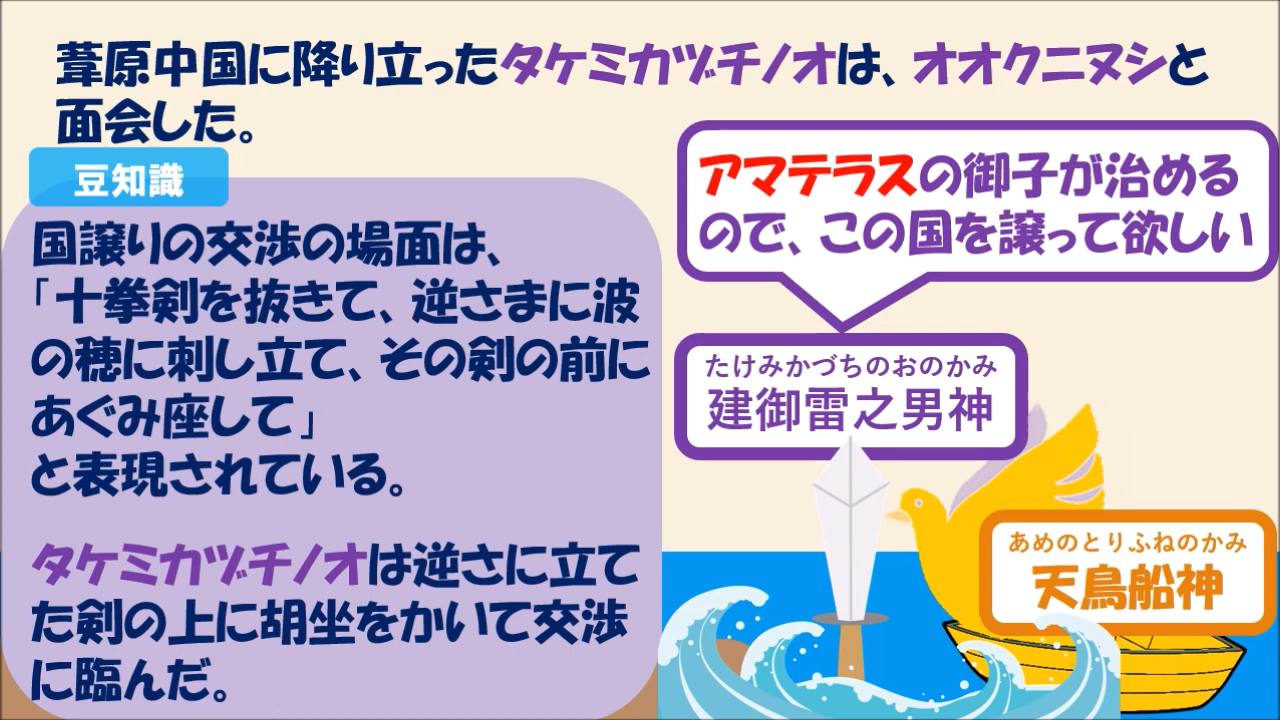 葦原中国に降り立ったタケミカヅチノオは、オオクニヌシと
面会した。
豆知識
国譲りの交渉の場面は、
「十拳剣を抜きて、逆さまに波
の穂に刺し立て、その剣の前に
あぐみ座して」
と表現されている。
タケミカヅチノオは逆さに立て
た剣の上に胡坐をかいて交渉
に臨んだ。
アマテラスの御子が治める
ので、この国を譲って欲しい
たけみかづちのおのかみ
建御雷之男神
あめのとりふねのかみ
天鳥船神